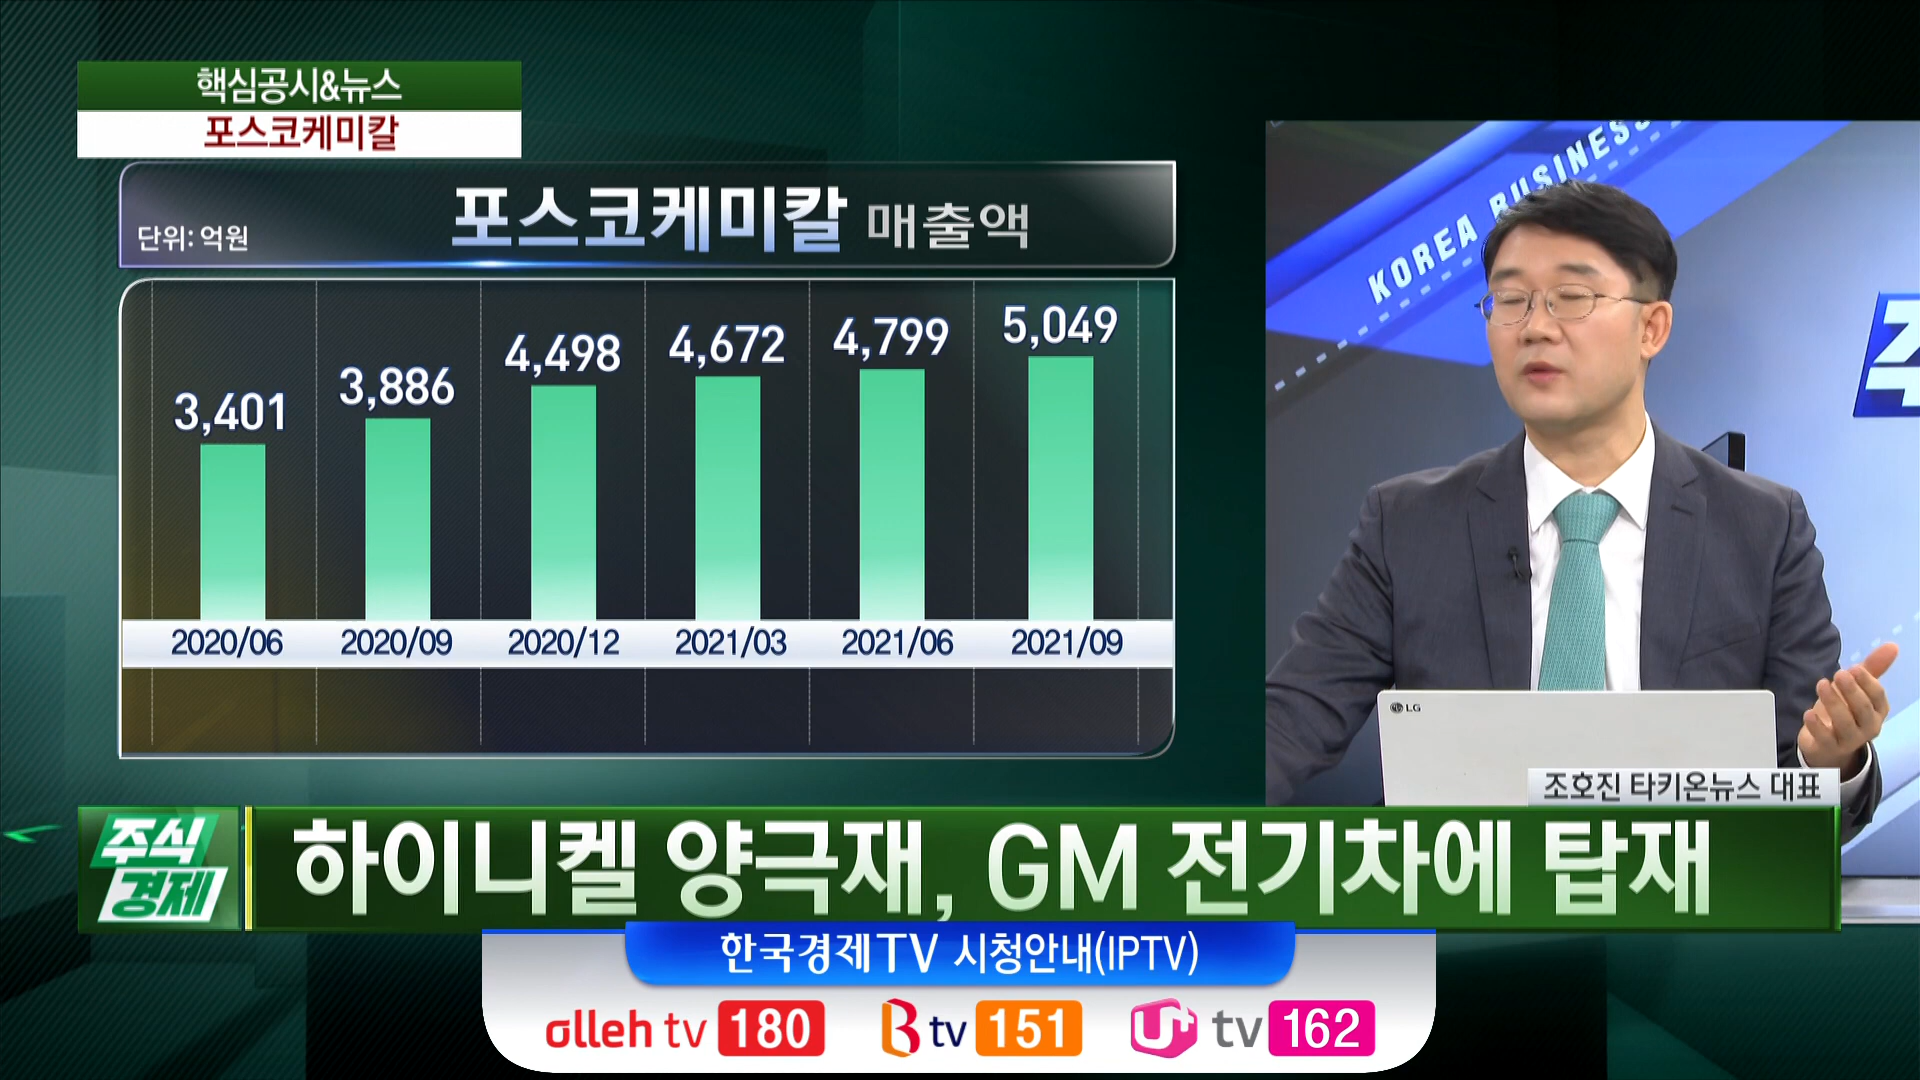 핵심공시&뉴스
포스코케미칼
단위: 억원
포스코케미칼 매출액
3,401
3,886
4,498
4,672
4,799
5,049
2020/06
2020/09
2020/12
2021/03
2021/06
2021/09
KOREA BUSINESS
LG
조호진 타키온뉴스 대표
주식
경제
하이니켈 양극재, GM 전기차에 탑재
한국경제TV 시청안내(IPTV)
olleh tv 180
B tv 151
U+ tv 162